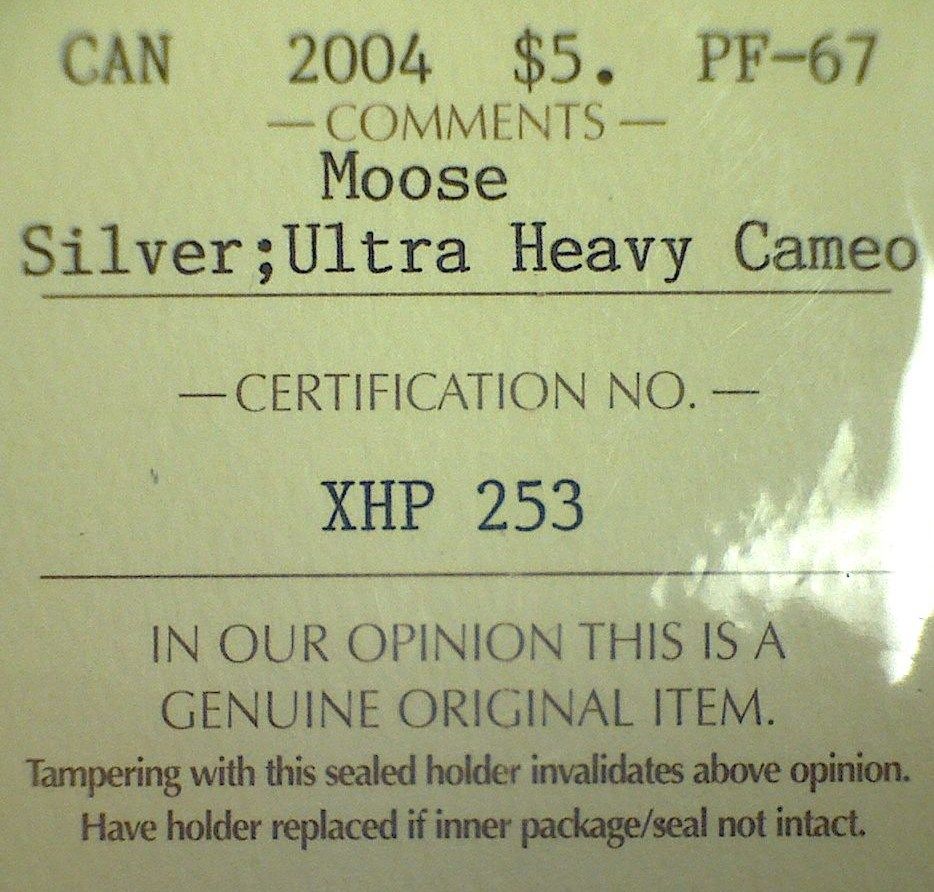 CAN 2004 $5. PF-67
— COMMENTS —
Moose
Silver;Ultra Heavy Cameo
— CERTIFICATION NO. —
XHP 253
IN OUR OPINION THIS IS A
GENUINE ORIGINAL ITEM.
Tampering with this sealed holder invalidates above opinion.
Have holder replaced if inner package/seal not intact.